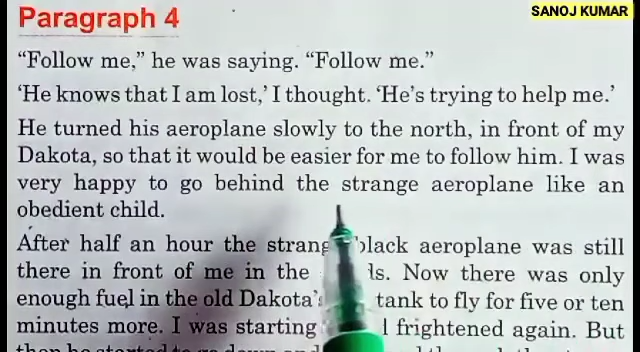 SANOJ KUMAR
Paragraph 4
“Follow me,” he was saying. “Follow me.”
‘He knows that I am lost,’ I thought. ‘He’s trying to help me.’
He turned his aeroplane slowly to the north, in front of my
Dakota, so that it would be easier for me to follow him. I was
very happy to go behind the strange aeroplane like an
obedient child.
After half an hour the strang black aeroplane was still
there in front of me in the ds. Now there was only
enough fuel in the old Dakota’s tank to fly for five or ten
minutes more. I was starting frightened again. But